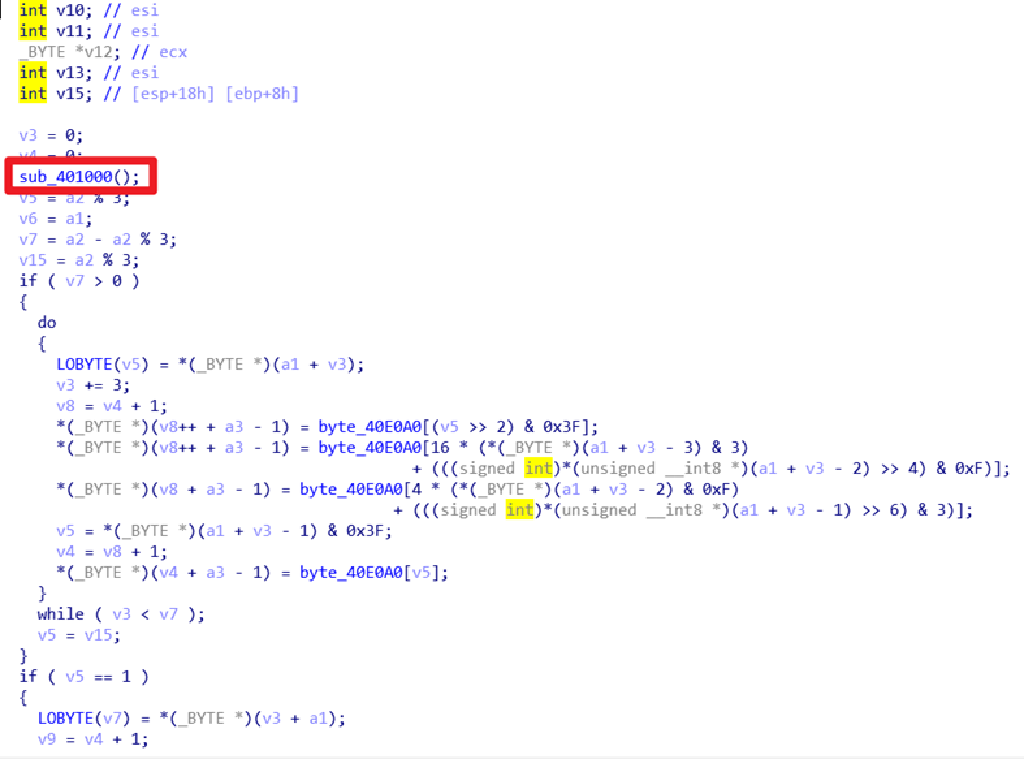 int v10; // esi
int v11; // esi
_BYTE *v12; // ecx
int v13; // esi
int v15; // [esp+18h] [ebp+8h]
v3 = 0;
v4 = 0;
sub_401000();
v5 = a2 % 3;
v6 = a1;
v7 = a2 - a2 % 3;
v15 = a2 % 3;
if ( v7 > 0 )
{
do
{
LOBYTE(v5) = *(_BYTE *)(a1 + v3);
v3 += 3;
v8 = v4 + 1;
*(_BYTE *)(v8++ + a3 - 1) = byte_40E0A0[(v5 >> 2) & 0x3F];
*(_BYTE *)(v8++ + a3 - 1) = byte_40E0A0[16 * (*(_BYTE *)(a1 + v3 - 3) & 3)
+ (((signed int)*(unsigned __int8 *)(a1 + v3 - 2) >> 4) & 0xF)];
*(_BYTE *)(v8 + a3 - 1) = byte_40E0A0[4 * (*(_BYTE *)(a1 + v3 - 2) & 0xF)
+ (((signed int)*(unsigned __int8 *)(a1 + v3 - 1) >> 6) & 3)];
v5 = *(_BYTE *)(a1 + v3 - 1) & 0x3F;
v4 = v8 + 1;
*(_BYTE *)(v4 + a3 - 1) = byte_40E0A0[v5];
}
while ( v3 < v7 );
v5 = v15;
}
if ( v5 == 1 )
{
LOBYTE(v7) = *(_BYTE *)(v3 + a1);
v9 = v4 + 1;